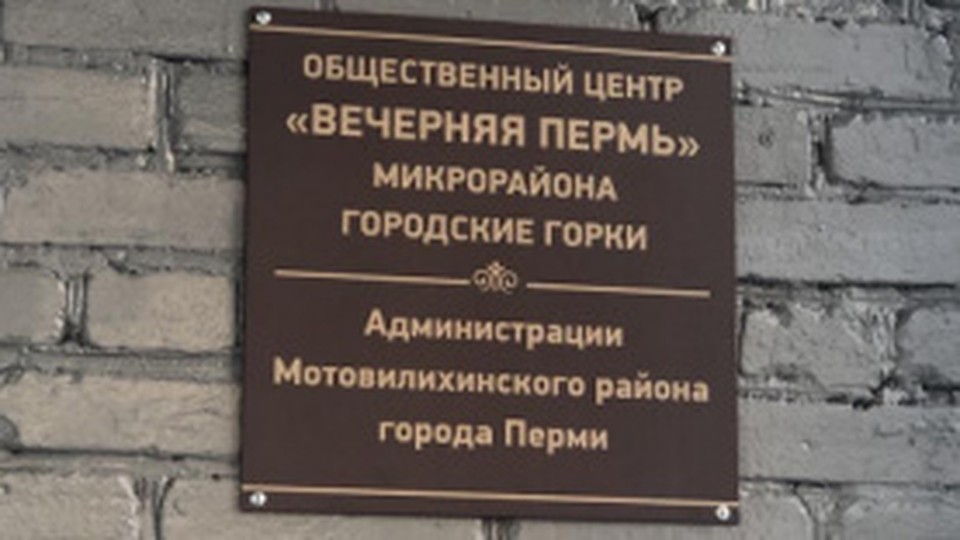 ОБЩЕСТВЕННЫЙ ЦЕНТР
«ВЕЧЕРНЯЯ ПЕРМЬ»
МИКРОРАЙОНА
ГОРОДСКИЕ ГОРКИ
Администрации
Мотовилихинского района
города Перми